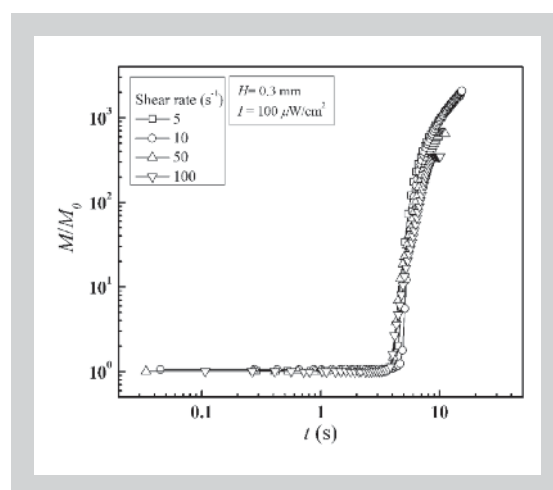 Shear rate (s⁻¹)
5
10
50
100
H= 0.3 mm
I = 100 μW/cm²
M/M₀
10³
10²
10¹
10⁰
0.1
1
10
t (s)